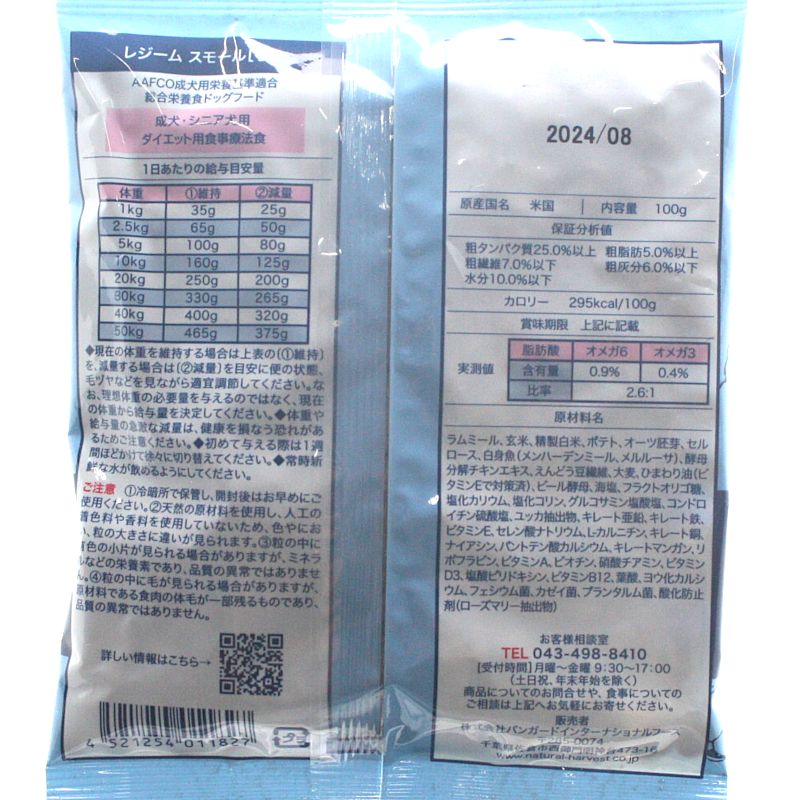 レジーム スモール
AAFCO成犬用栄養基準適合
総合栄養食ドッグフード
成犬・シニア犬用
ダイエット用食事療法食
1日あたりの給与目安量
体重 ①維持 ②減量
1kg 35g 25g
2.5kg 65g 50g
5kg 100g 80g
10kg 160g 125g
20kg 250g 200g
30kg 330g 265g
40kg 400g 320g
50kg 465g 375g
◆現在の体重を維持する場合は上表の(①維持)
を、減量する場合は(②減量)を目安に便の状態、
毛ヅヤなどを見ながら適宜調節してください。な
お、理想体重の必要量を与えるのではなく、現在
の体重から給与量を決定してください。◆体重や
給与量の急激な減量は、健康を損なう恐れがあ
るためご注意ください。◆初めて与える際は1週
間ほどかけて徐々に切り替えてください。◆常時新
鮮な水が飲めるようにしてください。
ご注意 ①冷暗所で保管し、開封後はお早めにご
使用ください。②天然の原材料を使用し、人工の
着色料や香料を使用していないため、色やにお
い、粒の大きさに違いが見られます。③粒の中に
有色の小片が見られる場合がありますが、ミネラ
ルなどの栄養素であり、品質の異常ではありませ
ん。④粒の中に毛が見られる場合がありますが、
原材料である食肉の体毛が一部残るものであり、
品質の異常ではありません。
詳しい情報はこちら→
4 521254 011827
2024/08
原産国名 米国 内容量 100g
保証分析値
粗タンパク質25.0%以上 粗脂肪5.0%以上
粗繊維7.0%以下 粗灰分6.0%以下
水分10.0%以下
カロリー 295kcal/100g
賞味期限 上記に記載
実測値
脂肪酸 オメガ6 オメガ3
含有量 0.9% 0.4%
比率 2.6:1
原材料名
ラムミール、玄米、精製白米、ポテト、オーツ胚芽、セル
ロース、白身魚(メンハーデンミール、メルルーサ)、酵母
分解チキンエキス、えんどう豆繊維、大麦、ひまわり油(ビ
タミンEで対済)、ビール酵母、海塩、フラクトオリゴ糖、
塩化カリウム、塩化コリン、グルコサミン塩酸塩、コンドロ
イチン硫酸塩、ユッカ抽出物、キレート亜鉛、キレート鉄、
ビタミンE、セレン酸ナトリウム、L-カルニチン、キレート銅、
ナイアシン、パントテン酸カルシウム、キレートマンガン、リ
ボフラビン、ビタミンA、ビオチン、硝酸チアミン、ビタミン
D3、塩酸ピリドキシン、ビタミンB12、葉酸、ヨウ化カルシ
ウム、フェシウム菌、カゼイ菌、プランタルム菌、酸化防止
剤(ローズマリー抽出物)
お客様相談室
TEL 043-498-8410
[受付時間]月曜〜金曜 9:30〜17:00
(土日祝、年末年始を除く)
商品についてのお問合せや、食事についての
ご相談は上記へお気軽にお寄せください。
販売者
株式会社バンガードインターナショナルフーズ
〒285-0074
千葉県佐倉市西御門明神台473-16
www.natural-harvest.co.jp